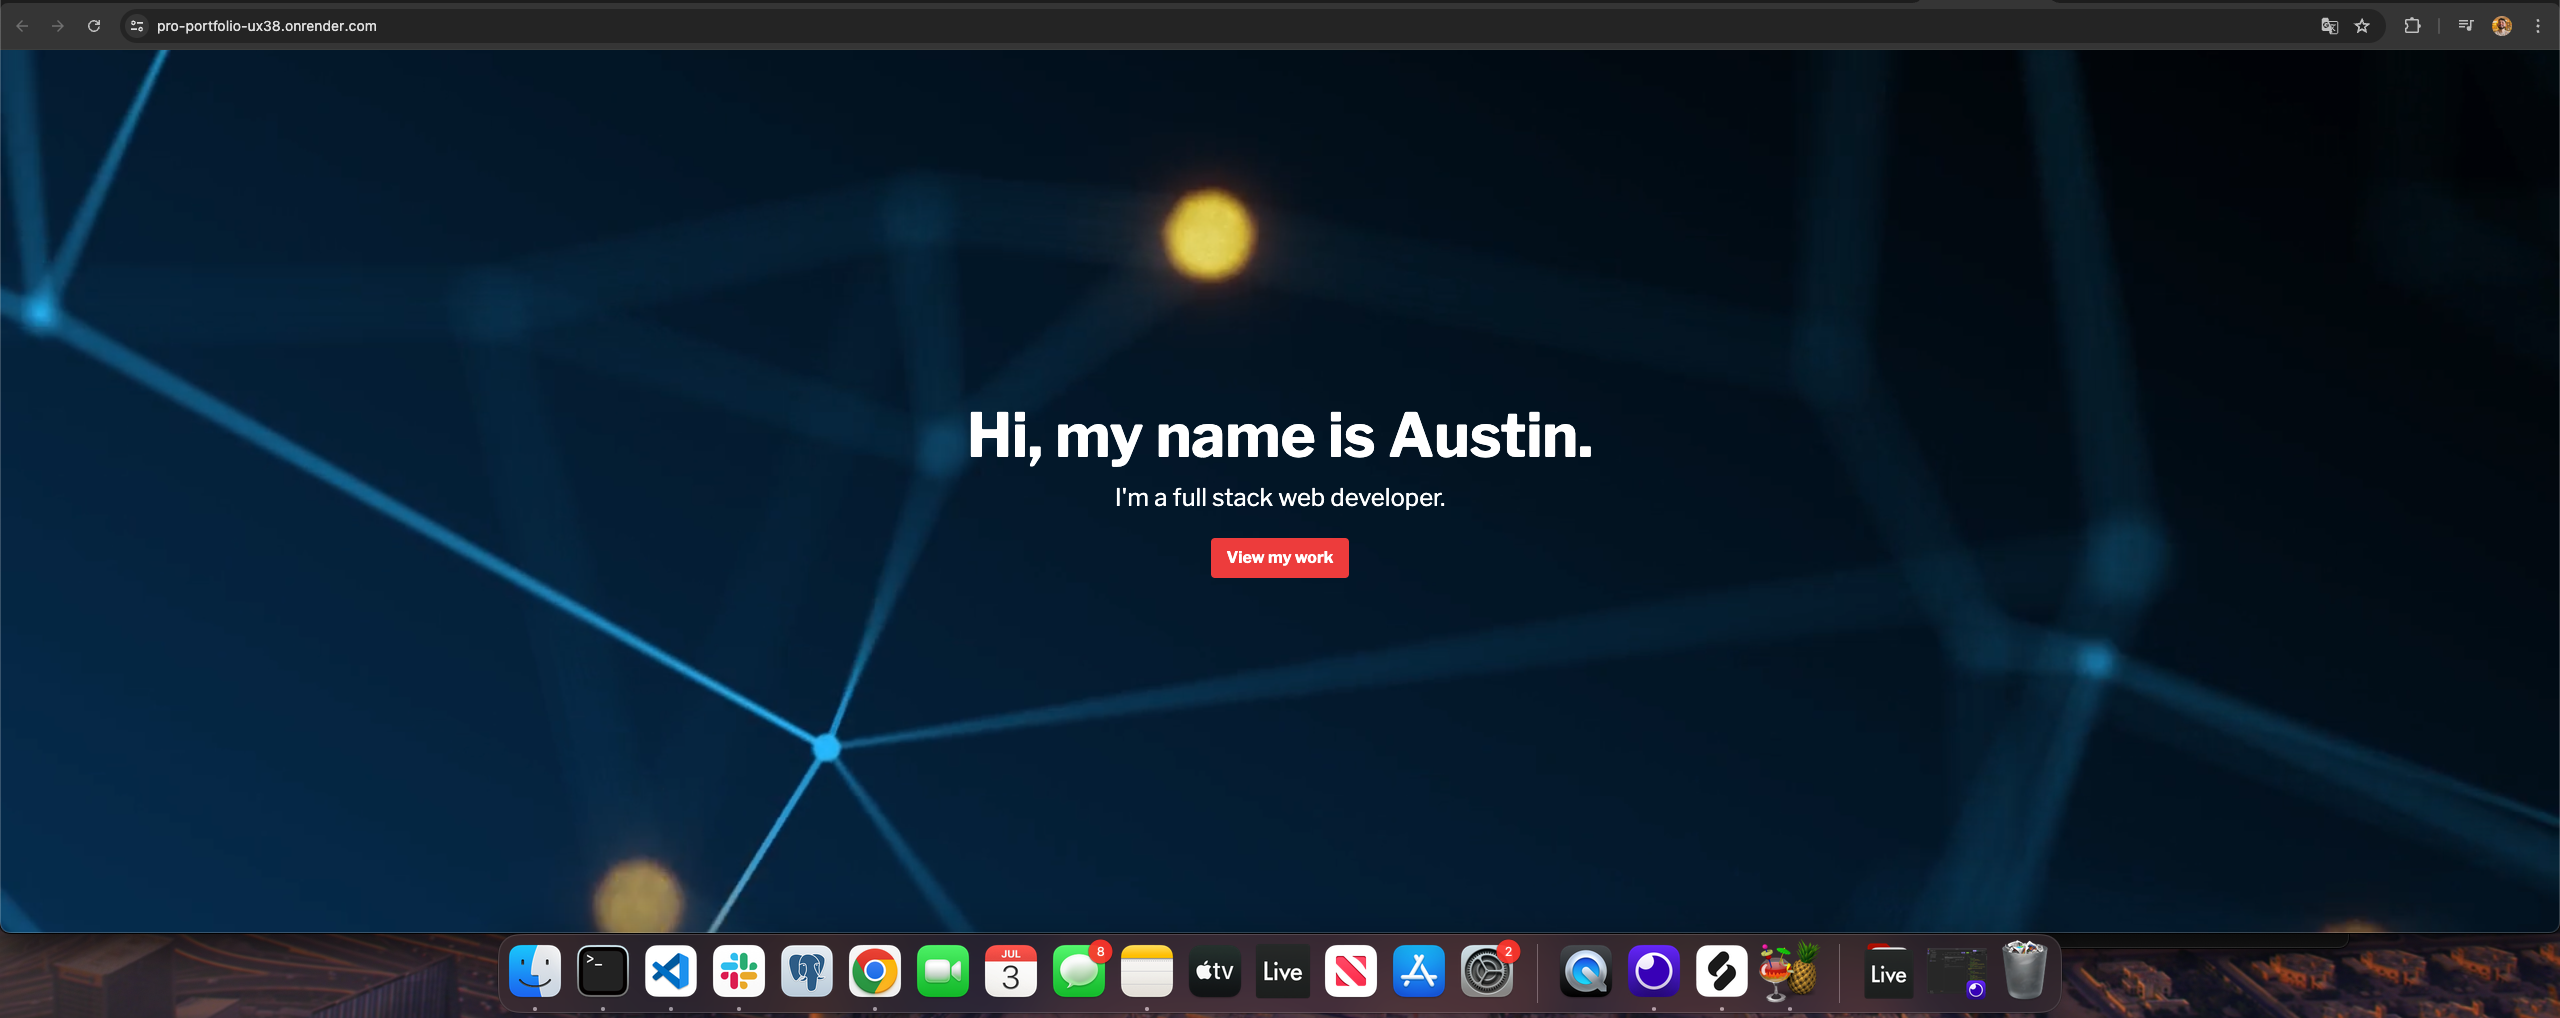 pro-portfolio-ux38.onrender.com
Hi, my name is Austin.
I'm a full stack web developer.
View my work
>_
JUL
3
8
tv
Live
2
Live